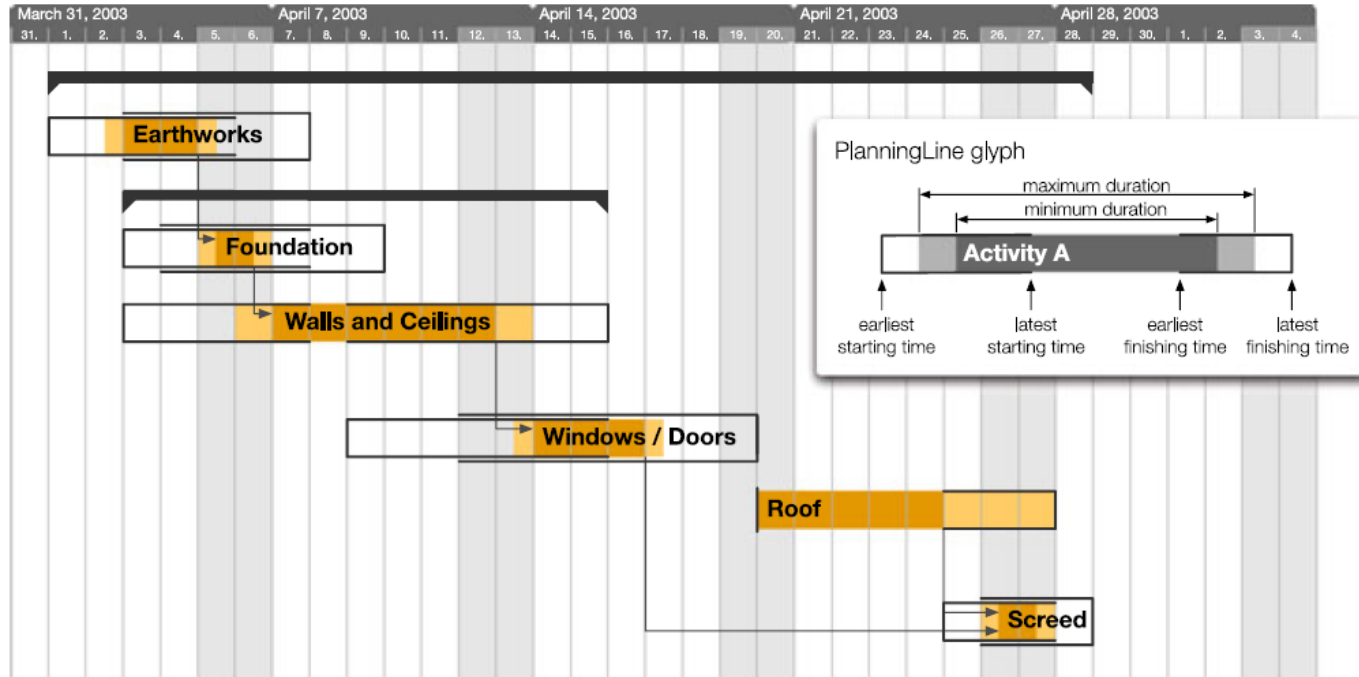 March 31, 2003 April 7, 2003 April 14, 2003 April 21, 2003 April 28, 2003
31. 1. 2. 3. 4. 5. 6. 7. 8. 9. 10. 11. 12. 13. 14. 15. 16. 17. 18. 19. 20. 21. 22. 23. 24. 25. 26. 27. 28. 29. 30. 1. 2. 3. 4.
Earthworks
Foundation
Walls and Ceilings
Windows / Doors
Roof
Screed
PlanningLine glyph
maximum duration
minimum duration
Activity A
earliest starting time
latest starting time
earliest finishing time
latest finishing time